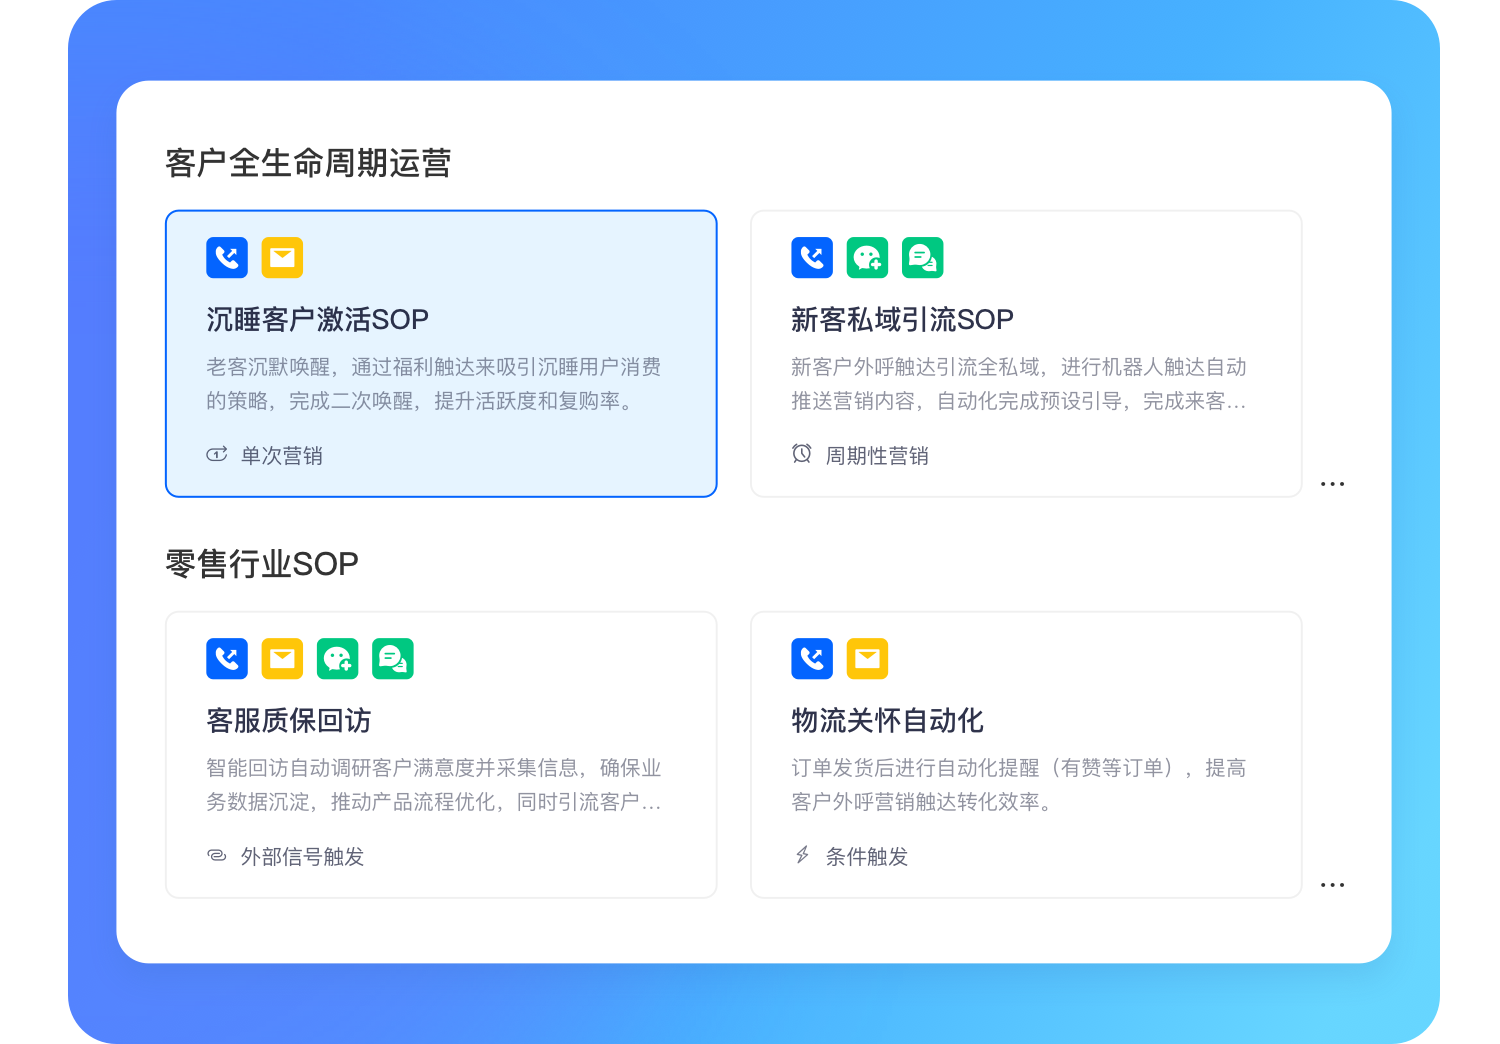 客户全生命周期运营
沉睡客户激活SOP
老客沉默唤醒，通过福利触达来吸引沉睡用户消费
的策略，完成二次唤醒，提升活跃度和复购率。
单次营销
新客私域引流SOP
新客户外呼触达引流全私域，进行机器人触达自动
推送营销内容，自动化完成预设引导，完成来客...
周期性营销
...
零售行业SOP
客服质保回访
智能回访自动调研客户满意度并采集信息，确保业
务数据沉淀，推动产品流程优化，同时引流客户...
外部信号触发
物流关怀自动化
订单发货后进行自动化提醒（有赞等订单），提高
客户外呼营销触达转化效率。
条件触发
...